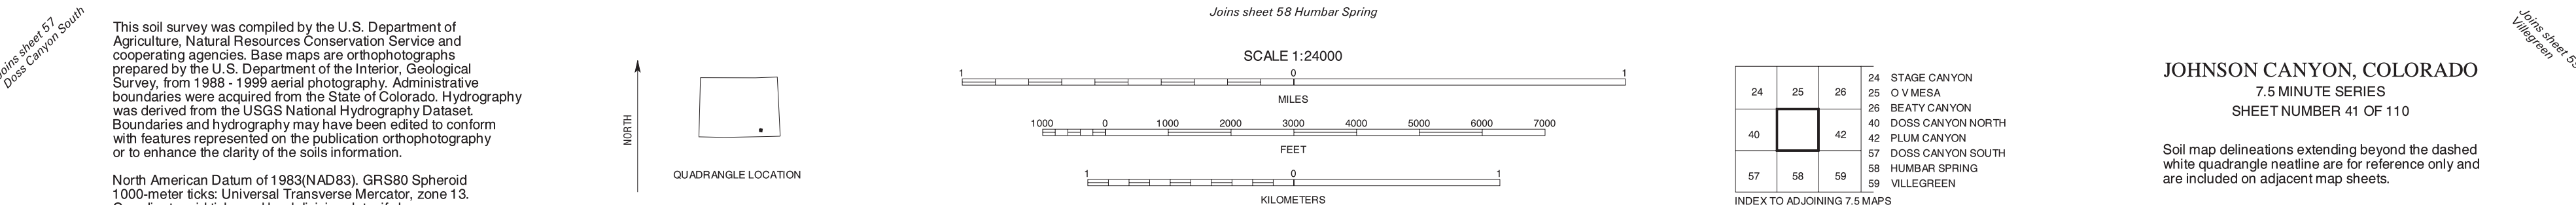 Joins sheet 57
Doss Canyon South
This soil survey was compiled by the U.S. Department of
Agriculture, Natural Resources Conservation Service and
cooperating agencies. Base maps are orthophotographs
prepared by the U.S. Department of the Interior, Geological
Survey, from 1988 - 1999 aerial photography. Administrative
boundaries were acquired from the State of Colorado. Hydrography
was derived from the USGS National Hydrography Dataset.
Boundaries and hydrography may have been edited to conform
with features represented on the publication orthophotography
or to enhance the clarity of the soils information.
North American Datum of 1983(NAD83). GRS80 Spheroid
1000-meter ticks: Universal Transverse Mercator, zone 13.
NORTH
QUADRANGLE LOCATION
Joins sheet 58 Humbar Spring
SCALE 1:24000
1 0 1
MILES
1000 0 1000 2000 3000 4000 5000 6000 7000
FEET
1 0 1
KILOMETERS
24 25 26
40 42
57 58 59
24 STAGE CANYON
25 O V MESA
26 BEATY CANYON
40 DOSS CANYON NORTH
42 PLUM CANYON
57 DOSS CANYON SOUTH
58 HUMBAR SPRING
59 VILLEGREEN
INDEX TO ADJOINING 7.5 MAPS
JOHNSON CANYON, COLORADO
7.5 MINUTE SERIES
SHEET NUMBER 41 OF 110
Soil map delineations extending beyond the dashed
white quadrangle neatline are for reference only and
are included on adjacent map sheets.
Joins sheet 59
Villegreen